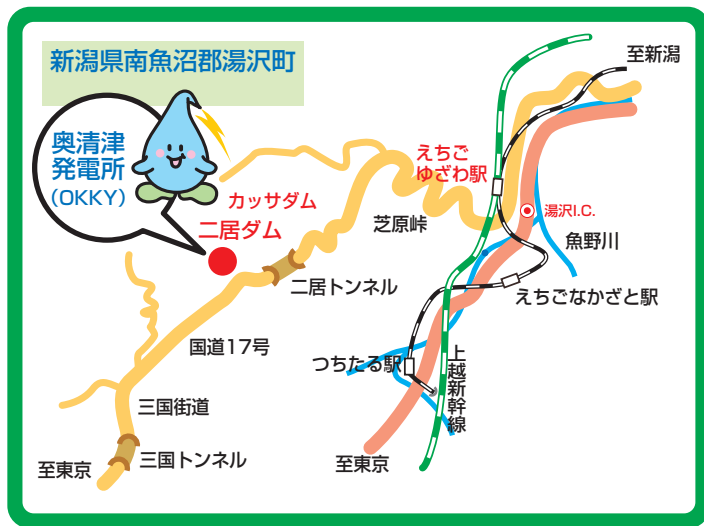 新潟県南魚沼郡湯沢町
至新潟
奥清津
発電所
(OKKY)
えちご
ゆざわ駅
カッサダム
二居ダム
湯沢I.C.
芝原峠
魚野川
二居トンネル
えちごなかざと駅
国道17号
つちたる駅
上越新幹線
三国街道
三国トンネル
至東京
至東京